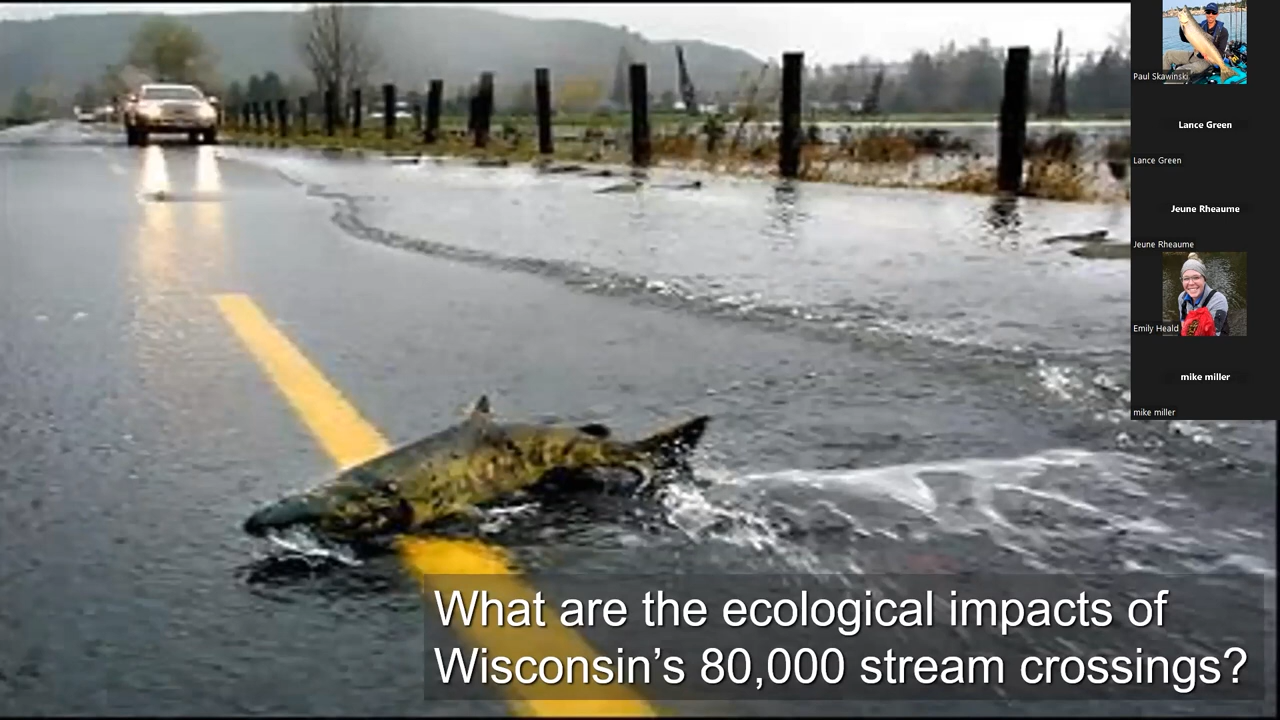 Paul Skawinski
Lance Green
Lance Green
Jeune Rheaume
Jeune Rheaume
Emily Heald
mike miller
mike miller
What are the ecological impacts of
Wisconsin's 80,000 stream crossings?